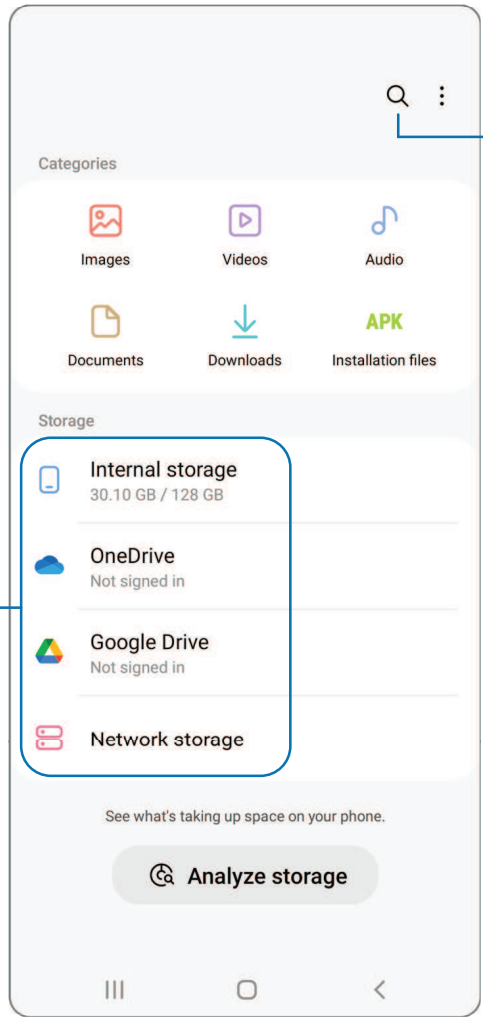 Categories
Images Videos Audio
APK
Documents Downloads Installation files
Storage
Internal storage
30.10 GB / 128 GB
OneDrive
Not signed in
Google Drive
Not signed in
Network storage
See what's taking up space on your phone.
Analyze storage